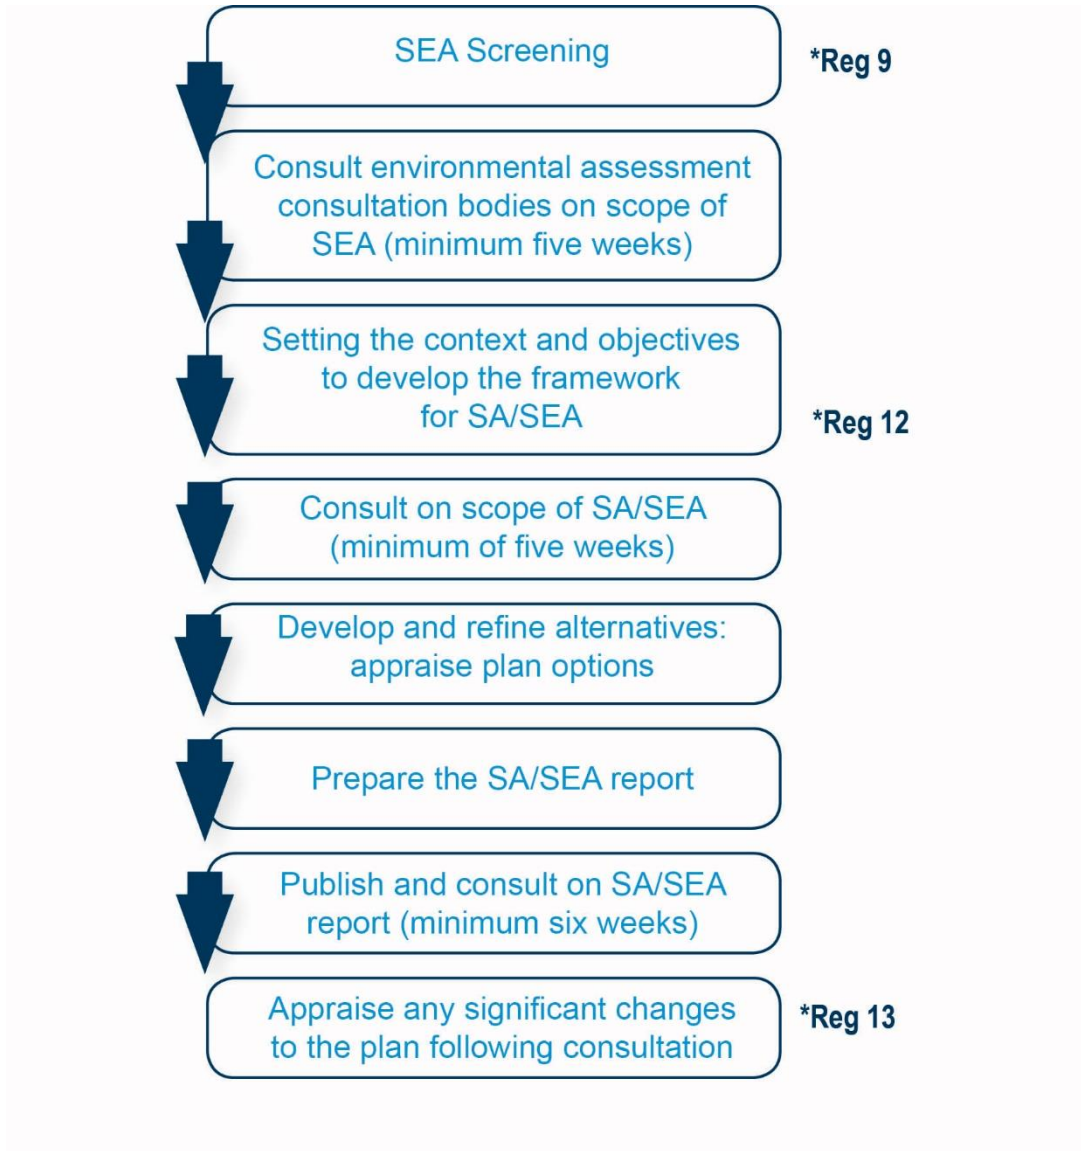 SEA Screening
*Reg 9
Consult environmental assessment
consultation bodies on scope of
SEA (minimum five weeks)
Setting the context and objectives
to develop the framework
for SA/SEA
*Reg 12
Consult on scope of SA/SEA
(minimum of five weeks)
Develop and refine alternatives:
appraise plan options
Prepare the SA/SEA report
Publish and consult on SA/SEA
report (minimum six weeks)
Appraise any significant changes
to the plan following consultation
*Reg 13